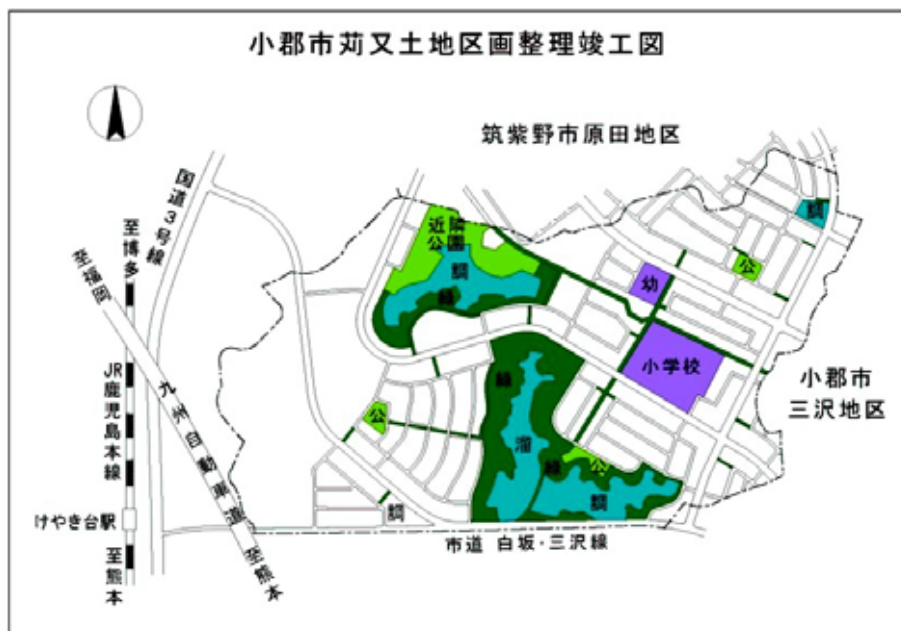 小郡市苅又土地区画整理竣工図
筑紫野市原田地区
国道3号線
至博多
至福岡
近隣
公園
調
緑
調
公
幼
小学校
小郡市
三沢地区
JR鹿児島本線
九州自動車道
公
緑
溜
緑
公
調
調
けやき台駅
市道 白坂・三沢線
至熊本
至熊本